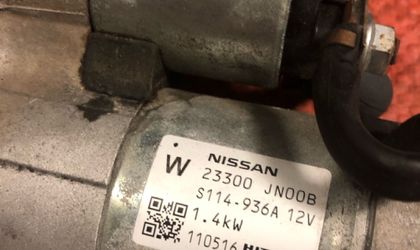 W
NISSAN
23300 JN00B
S114-936A 12V
1.4kW
110516